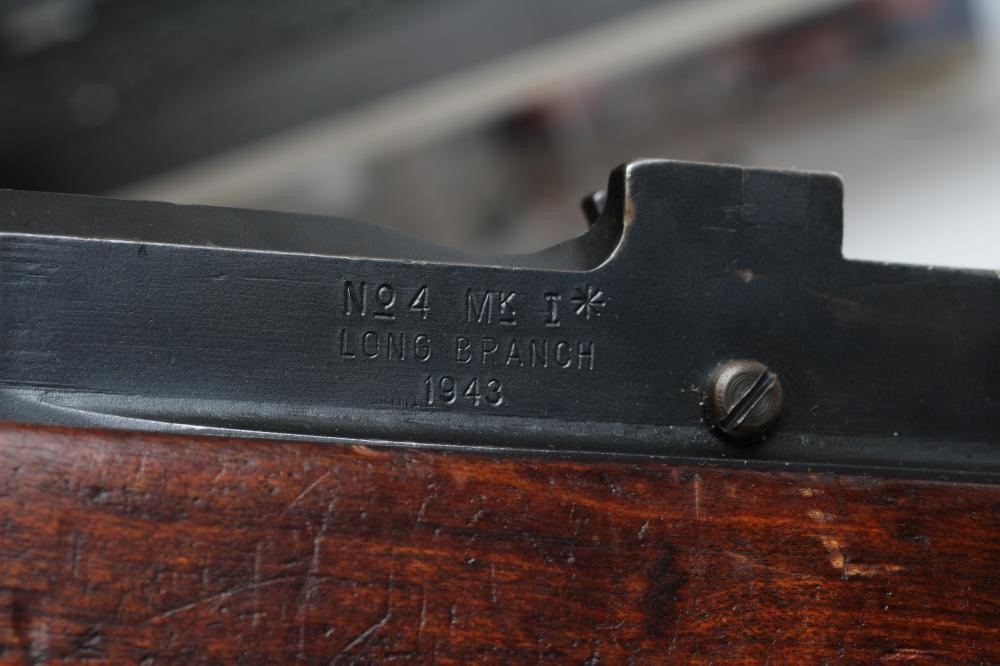 Nº4 MK I*
LONG BRANCH
1943